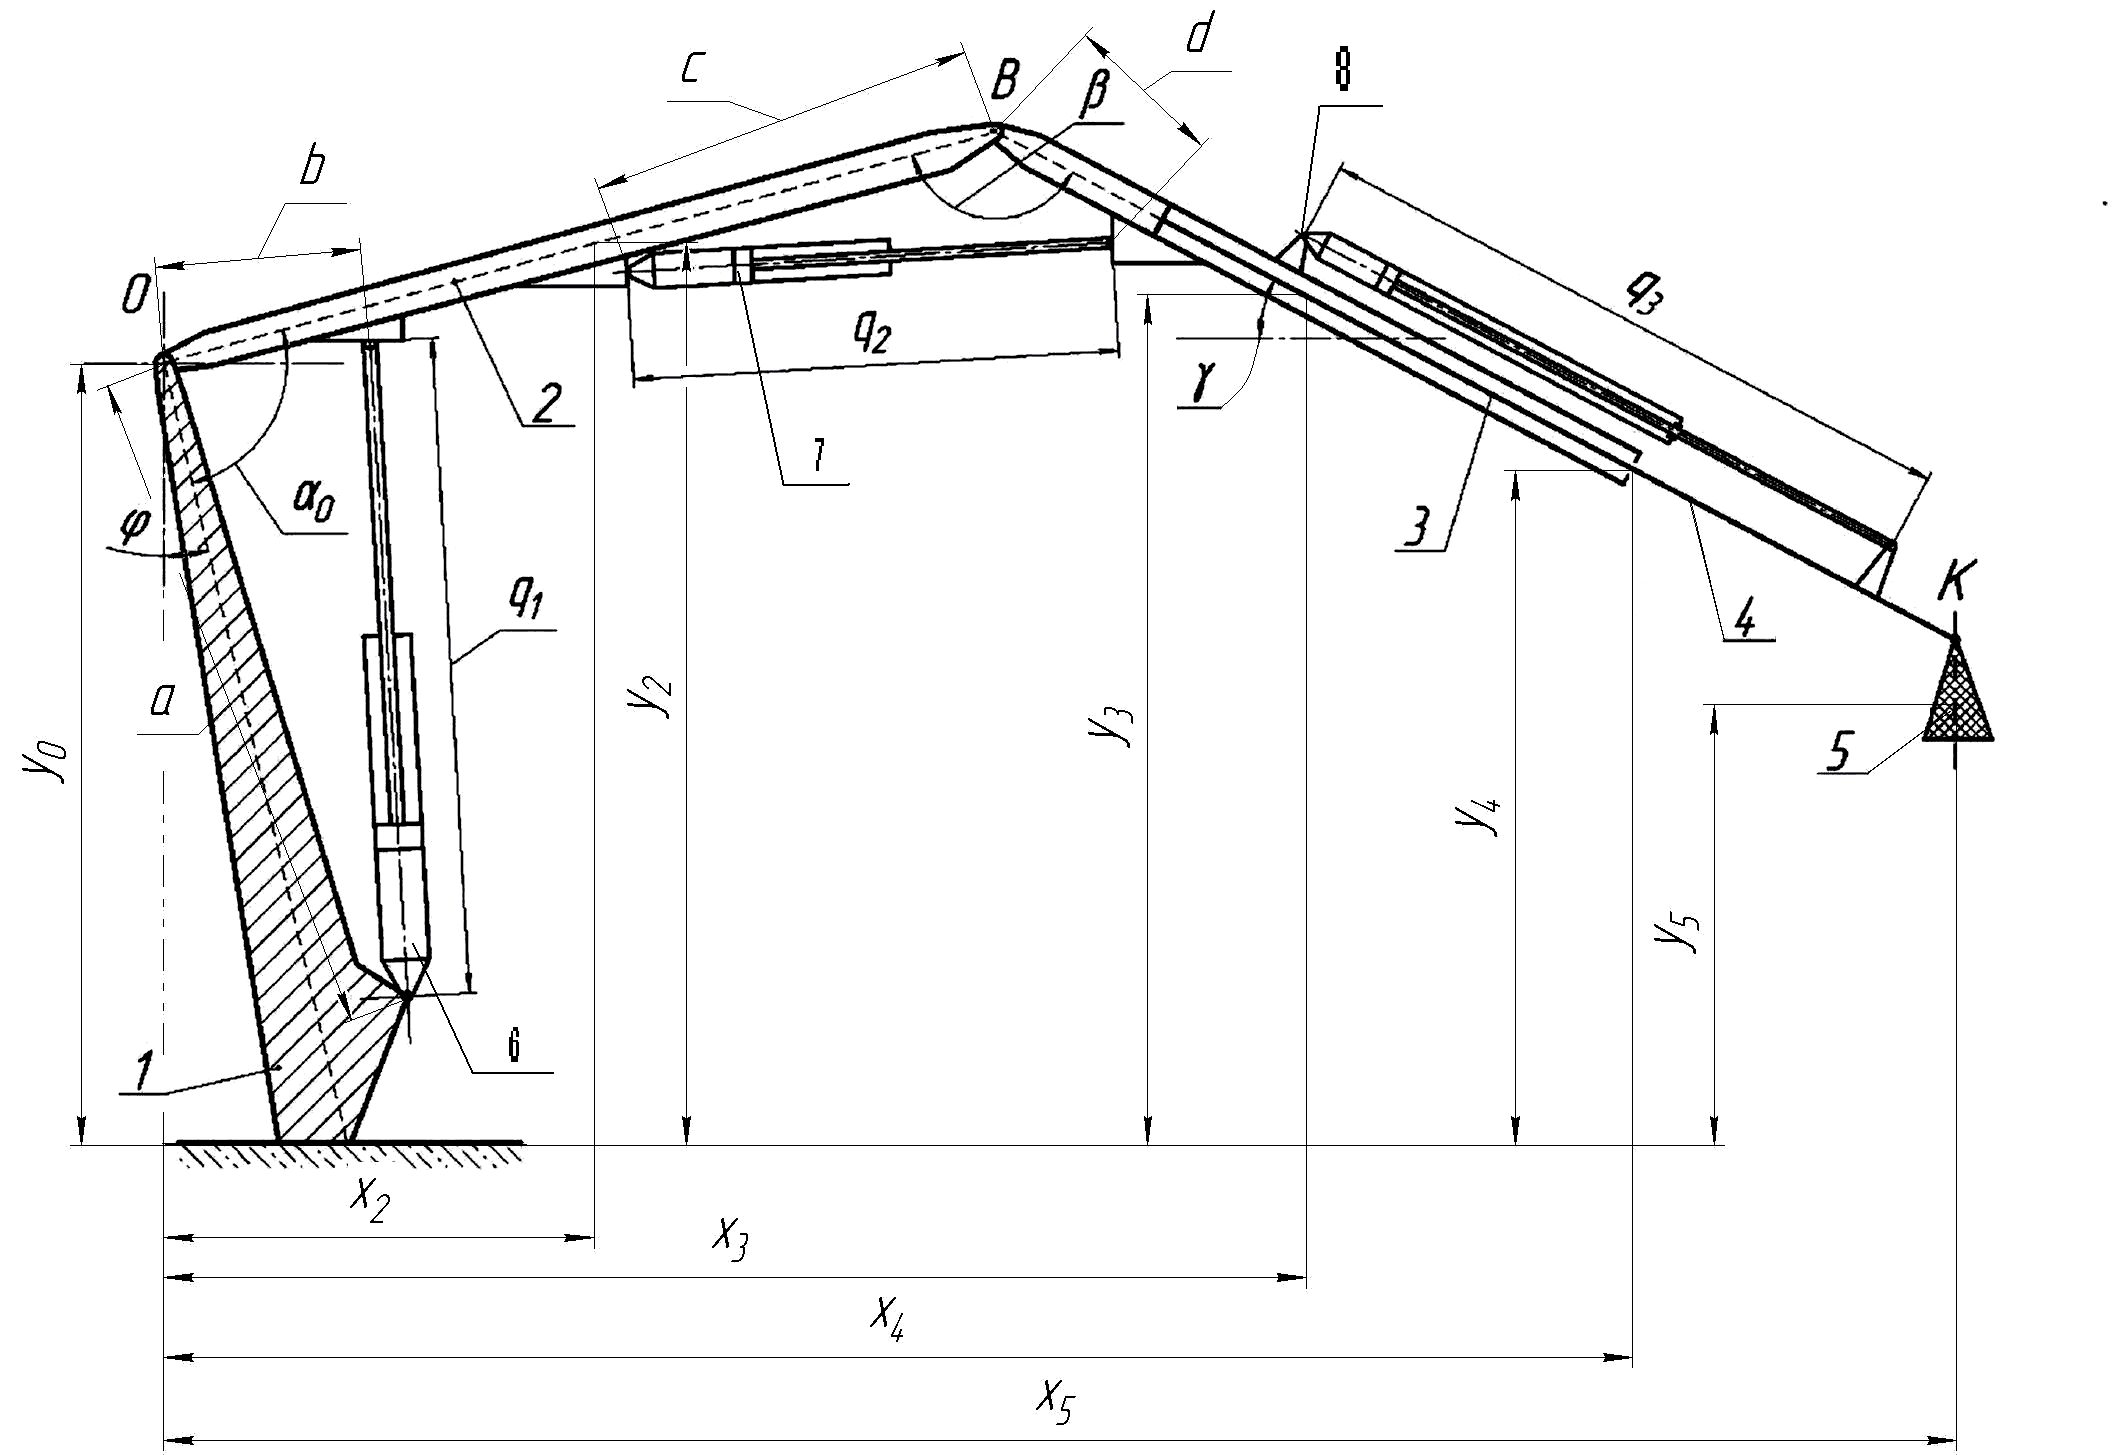 d
c
B
β
8
b
O
q₃
q₂
γ
2
7
α₀
φ
3
q₁
K
4
a
y₂
y₃
y₀
5
y₄
y₅
6
1
x₂
x₃
x₄
x₅